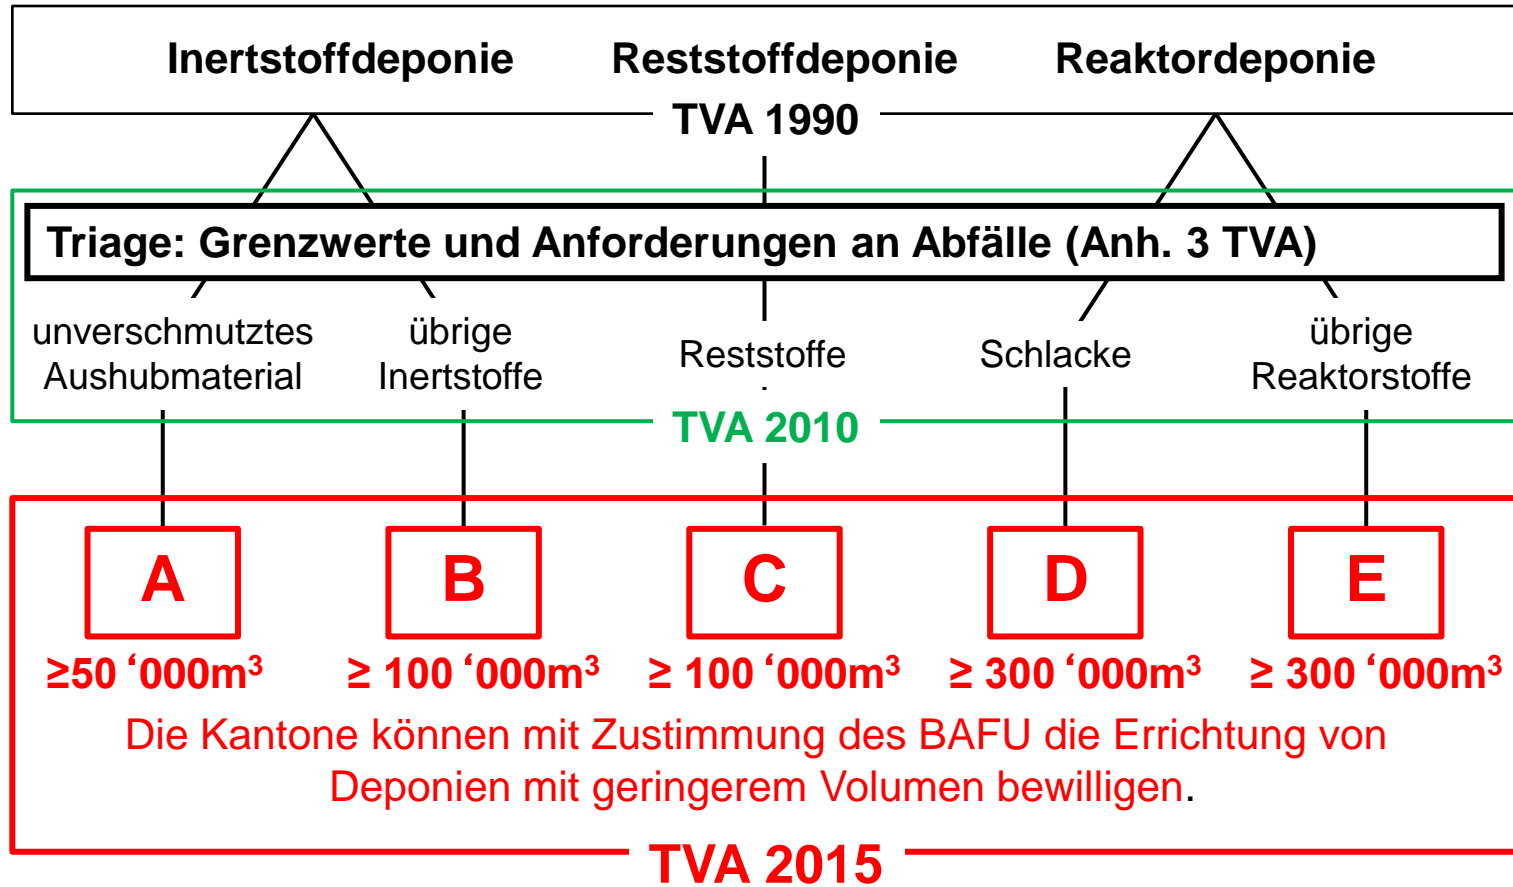 Inertstoffdeponie Reststoffdeponie Reaktordeponie
TVA 1990
Triage: Grenzwerte und Anforderungen an Abfälle (Anh. 3 TVA)
unverschmutztes
Aushubmaterial
übrige
Inertstoffe
Reststoffe
Schlacke
übrige
Reaktorstoffe
TVA 2010
A B C D E
≥50 ‘000m³ ≥ 100 ‘000m³ ≥ 100 ‘000m³ ≥ 300 ‘000m³ ≥ 300 ‘000m³
Die Kantone können mit Zustimmung des BAFU die Errichtung von
Deponien mit geringerem Volumen bewilligen.
TVA 2015